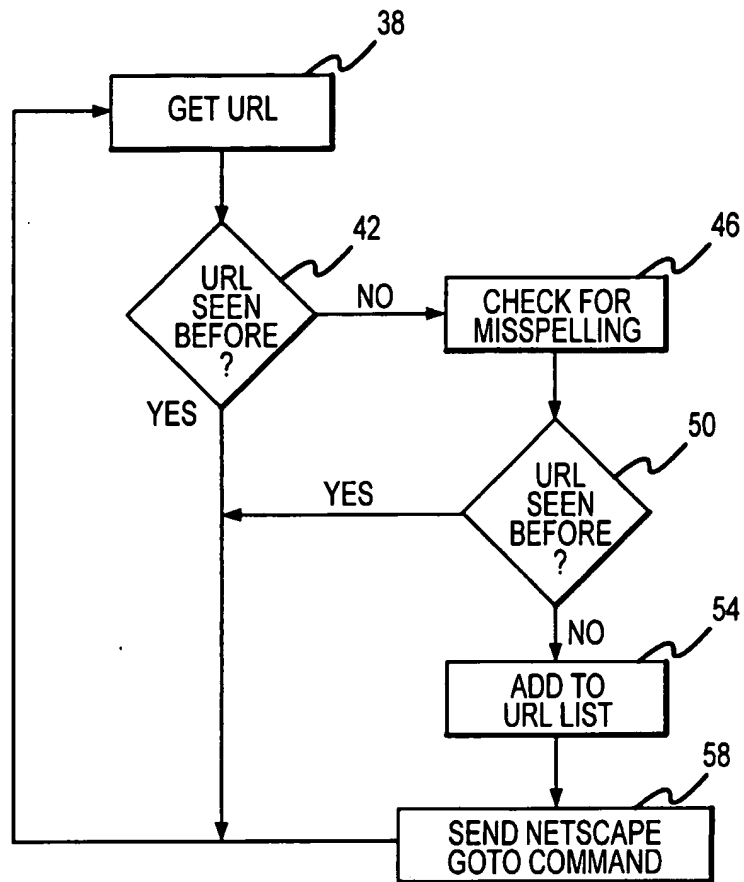 38
GET URL
42
URL
SEEN
BEFORE
?
NO
YES
46
CHECK FOR
MISSPELLING
50
URL
SEEN
BEFORE
?
YES
NO
54
ADD TO
URL LIST
58
SEND NETSCAPE
GOTO COMMAND